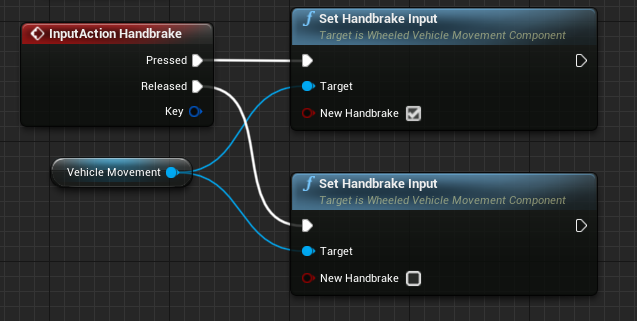 InputAction Handbrake
Pressed
Released
Key
Vehicle Movement
f Set Handbrake Input
Target is Wheeled Vehicle Movement Component
Target
New Handbrake
f Set Handbrake Input
Target is Wheeled Vehicle Movement Component
Target
New Handbrake